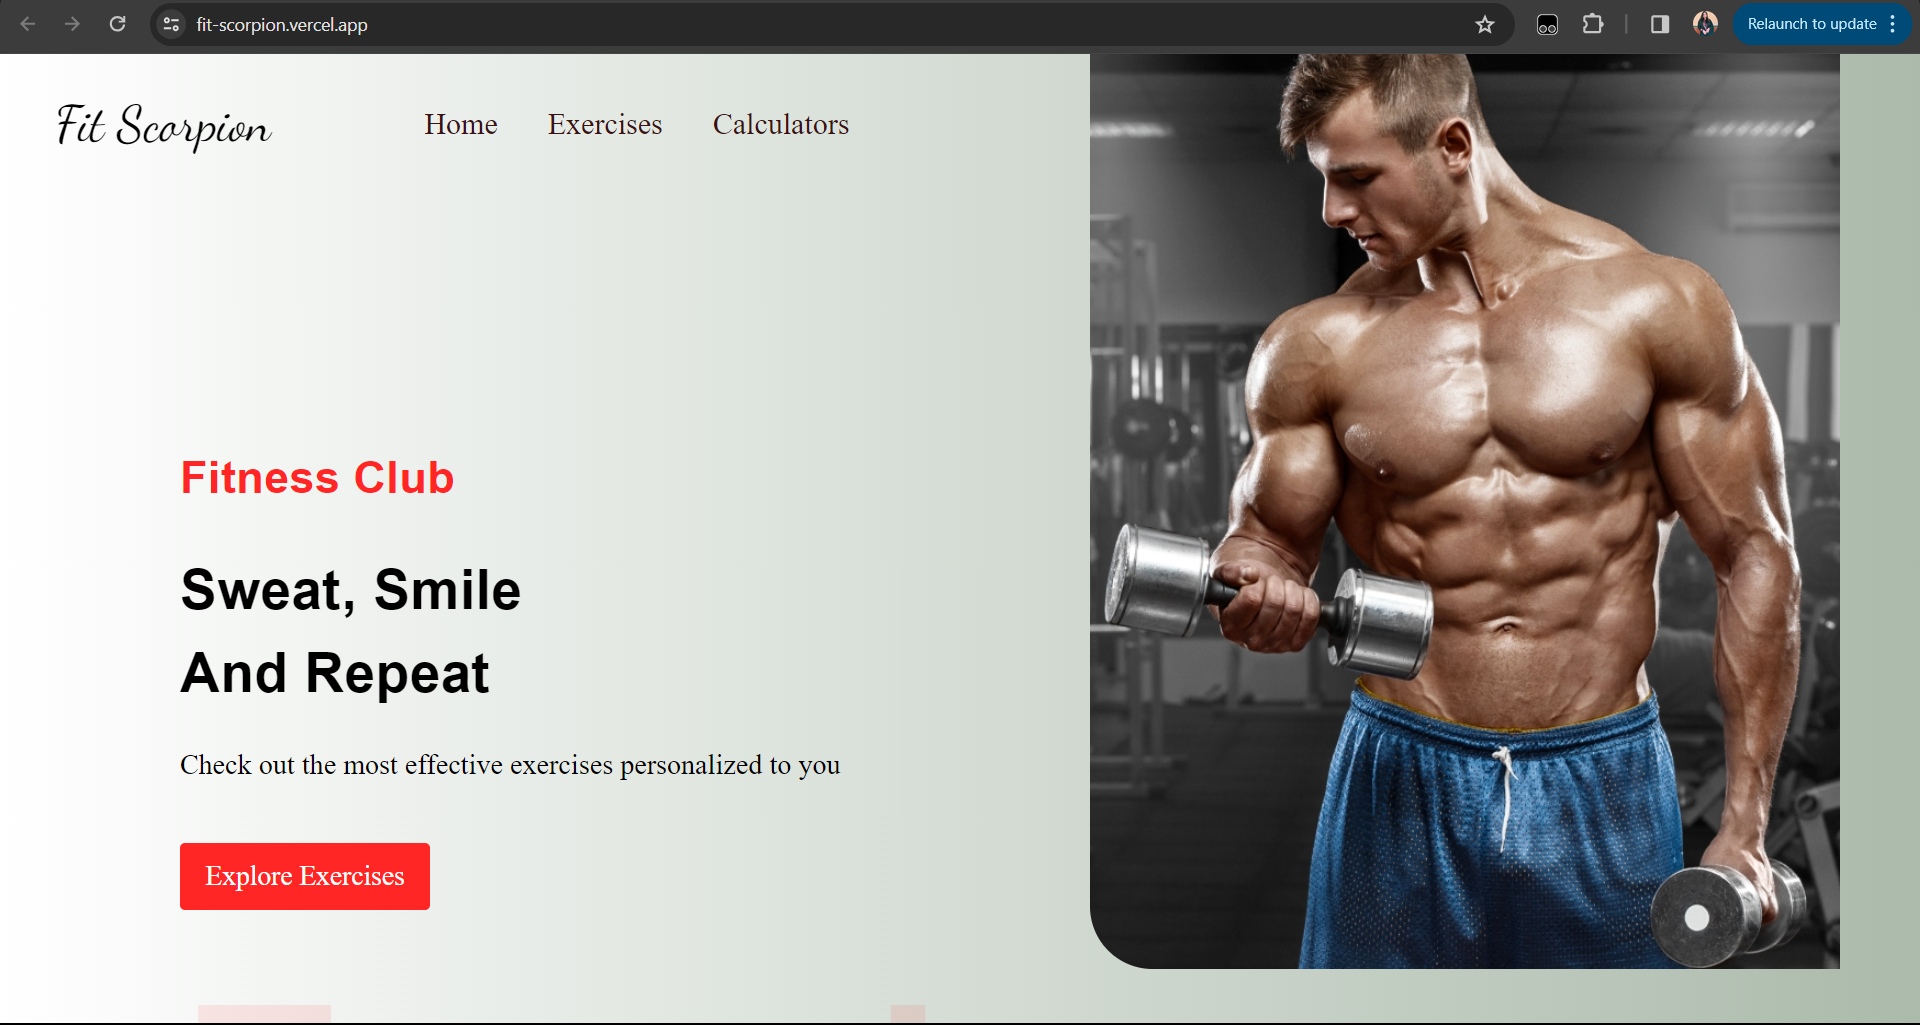 fit-scorpion.vercel.app
Relaunch to update
Fit Scorpion
Home Exercises Calculators
Fitness Club
Sweat, Smile
And Repeat
Check out the most effective exercises personalized to you
Explore Exercises